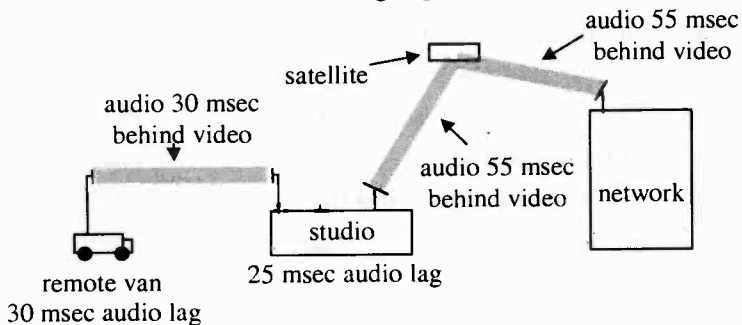 audio 55 msec
behind video
satellite
audio 30 msec
behind video
audio 55 msec
behind video
network
studio
25 msec audio lag
remote van
30 msec audio lag